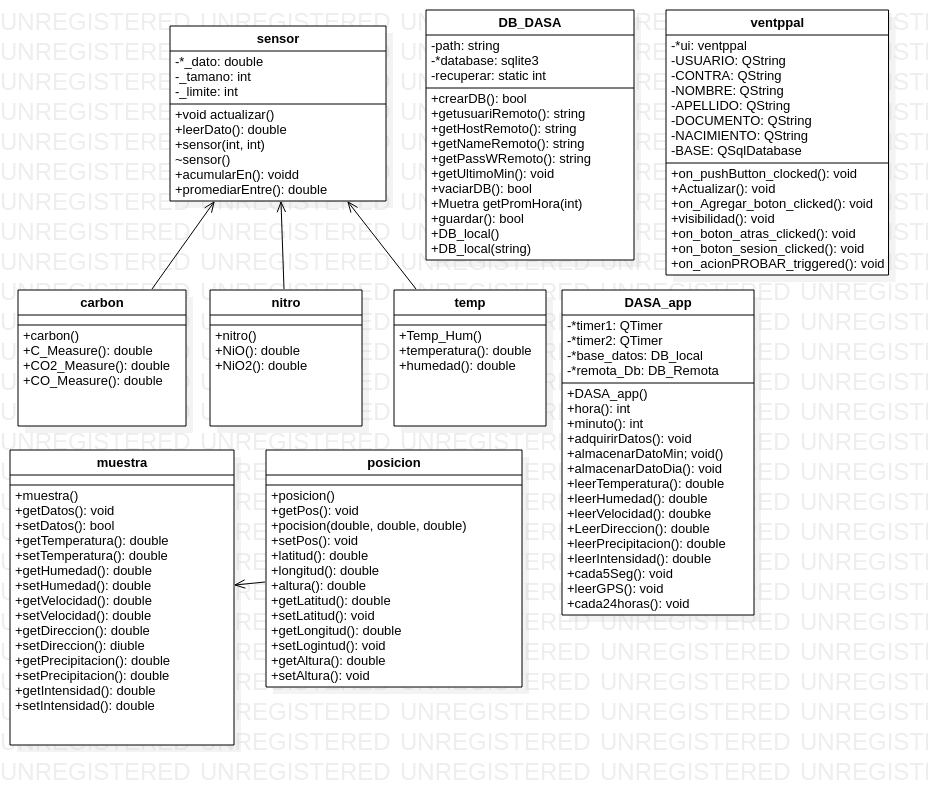 sensor
-*_dato: double
-_tamano: int
-_limite: int
+void actualizar()
+leerDato(): double
+sensor(int, int)
~sensor()
+acumularEn(): voidd
+promediarEntre(): double
DB_DASA
-path: string
-*database: sqlite3
-recuperar: static int
+crearDB(): bool
+getusuariRemoto(): string
+getHostRemoto(): string
+getNameRemoto(): string
+getPassWRemoto(): string
+getUltimoMin(): void
+vaciarDB(): bool
+Muetra getPromHora(int)
+guardar(): bool
+DB_local()
+DB_local(string)
ventppal
-*ui: ventppal
-USUARIO: QString
-CONTRA: QString
-NOMBRE: QString
-APELLIDO: QString
-DOCUMENTO: QString
-NACIMIENTO: QString
-BASE: QSqlDatabase
+on_pushButton_clocked(): void
+Actualizar(): void
+on_Agregar_boton_clicked(): void
+visibilidad(): void
+on_boton_atras_clicked(): void
+on_boton_sesion_clicked(): void
+on_acionPROBAR_triggered(): void
carbon
+carbon()
+C_Measure(): double
+CO2_Measure(): double
+CO_Measure(): double
nitro
+nitro()
+NiO(): double
+NiO2(): double
temp
+Temp_Hum()
+temperatura(): double
+humedad(): double
DASA_app
-*timer1: QTimer
-*timer2: QTimer
-*base_datos: DB_local
-*remota_Db: DB_Remota
+DASA_app()
+hora(): int
+minuto(): int
+adquirirDatos(): void
+almacenarDatoMin; void()
+almacenarDatoDia(): void
+leerTemperatura(): double
+leerHumedad(): double
+leerVelocidad(): doubke
+LeerDireccion(): double
+leerPrecipitacion(): double
+leerIntensidad(): double
+cada5Seg(): void
+leerGPS(): void
+cada24horas(): void
muestra
+muestra()
+getDatos(): void
+setDatos(): bool
+getTemperatura(): double
+setTemperatura(): double
+getHumedad(): double
+setHumedad(): double
+getVelocidad(): double
+setVelocidad(): double
+getDireccion(): double
+setDireccion(): diuble
+getPrecipitacion(): double
+setPrecipitacion(): double
+getIntensidad(): double
+setIntensidad(): double
posicion
+posicion()
+getPos(): void
+pocision(double, double, double)
+setPos(): void
+latitud(): double
+longitud(): double
+altura(): double
+getLatitud(): double
+setLatitud(): void
+getLongitud(): double
+setLogintud(): void
+getAltura(): double
+setAltura(): void
UNREGISTERED